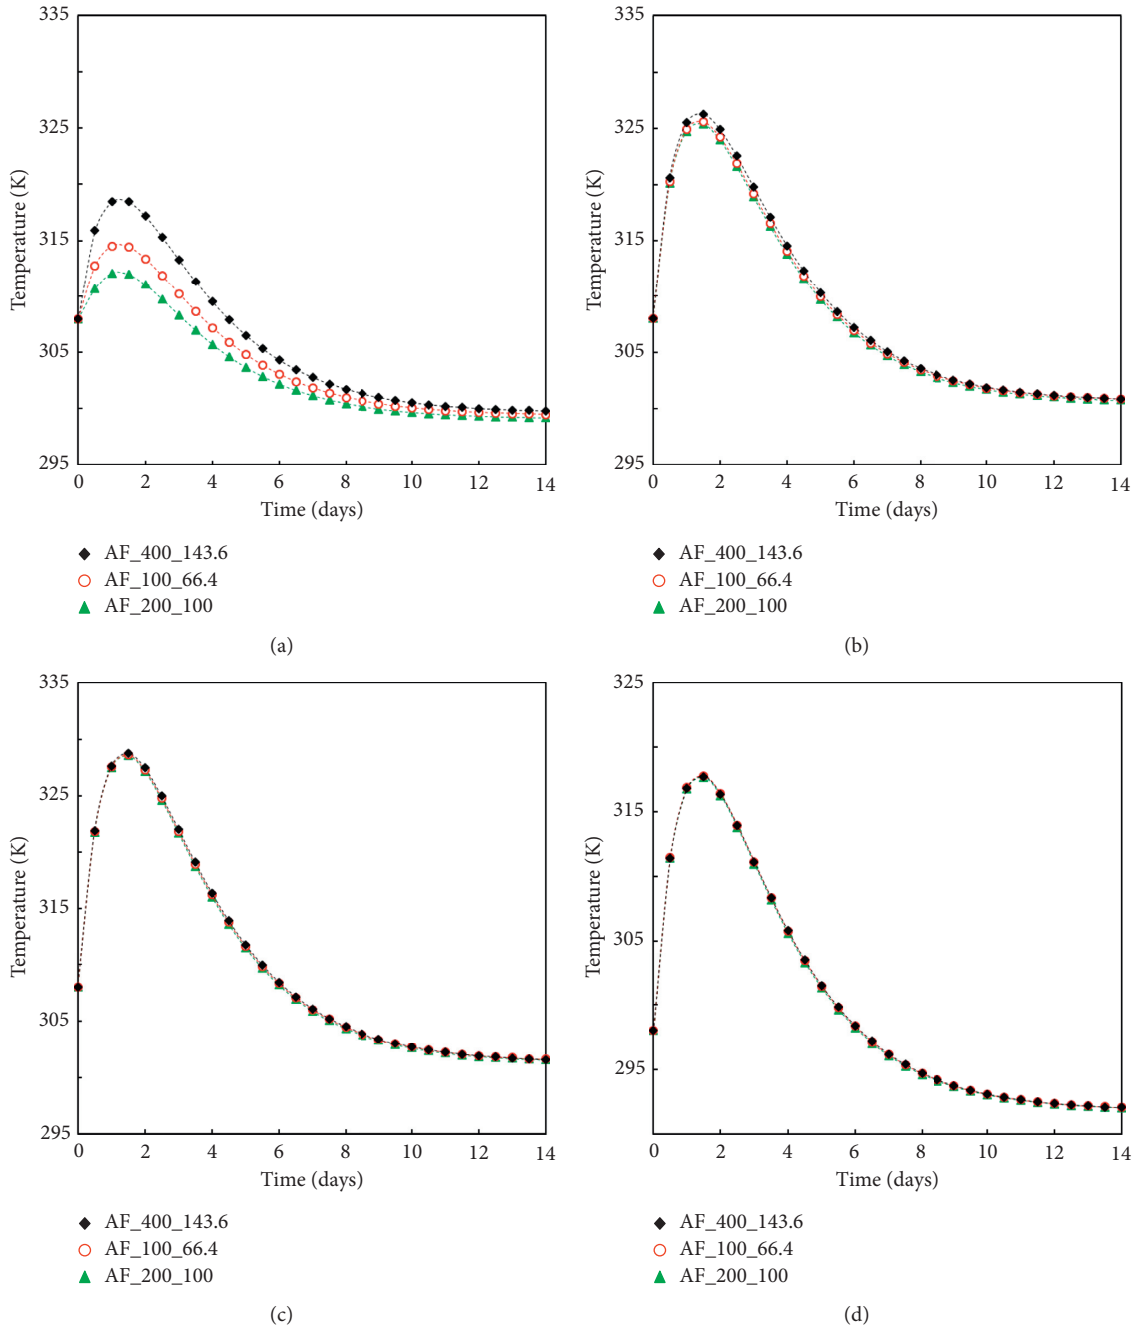 335
325
315
305
295
Temperature (K)
0 2 4 6 8 10 12 14
Time (days)
AF_400_143.6
AF_100_66.4
AF_200_100
(a)
335
325
315
305
295
Temperature (K)
0 2 4 6 8 10 12 14
Time (days)
AF_400_143.6
AF_100_66.4
AF_200_100
(b)
335
325
315
305
295
Temperature (K)
0 2 4 6 8 10 12 14
Time (days)
AF_400_143.6
AF_100_66.4
AF_200_100
(c)
325
315
305
295
Temperature (K)
0 2 4 6 8 10 12 14
Time (days)
AF_400_143.6
AF_100_66.4
AF_200_100
(d)